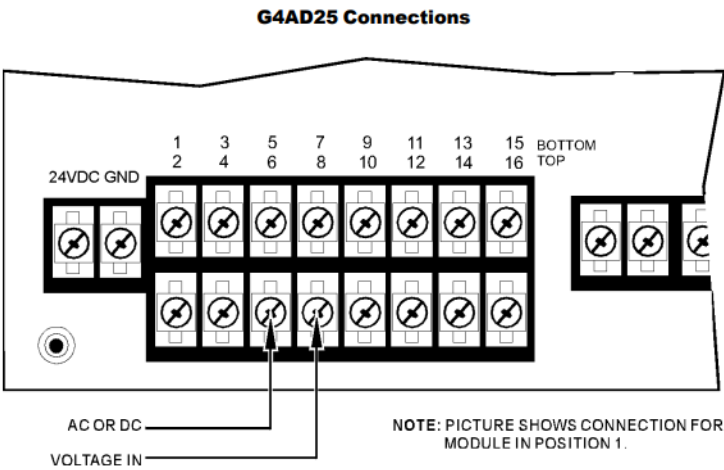 G4AD25 Connections
1 3 5 7 9 11 13 15 BOTTOM
2 4 6 8 10 12 14 16 TOP
24VDC GND
AC OR DC
VOLTAGE IN
NOTE: PICTURE SHOWS CONNECTION FOR
MODULE IN POSITION 1.